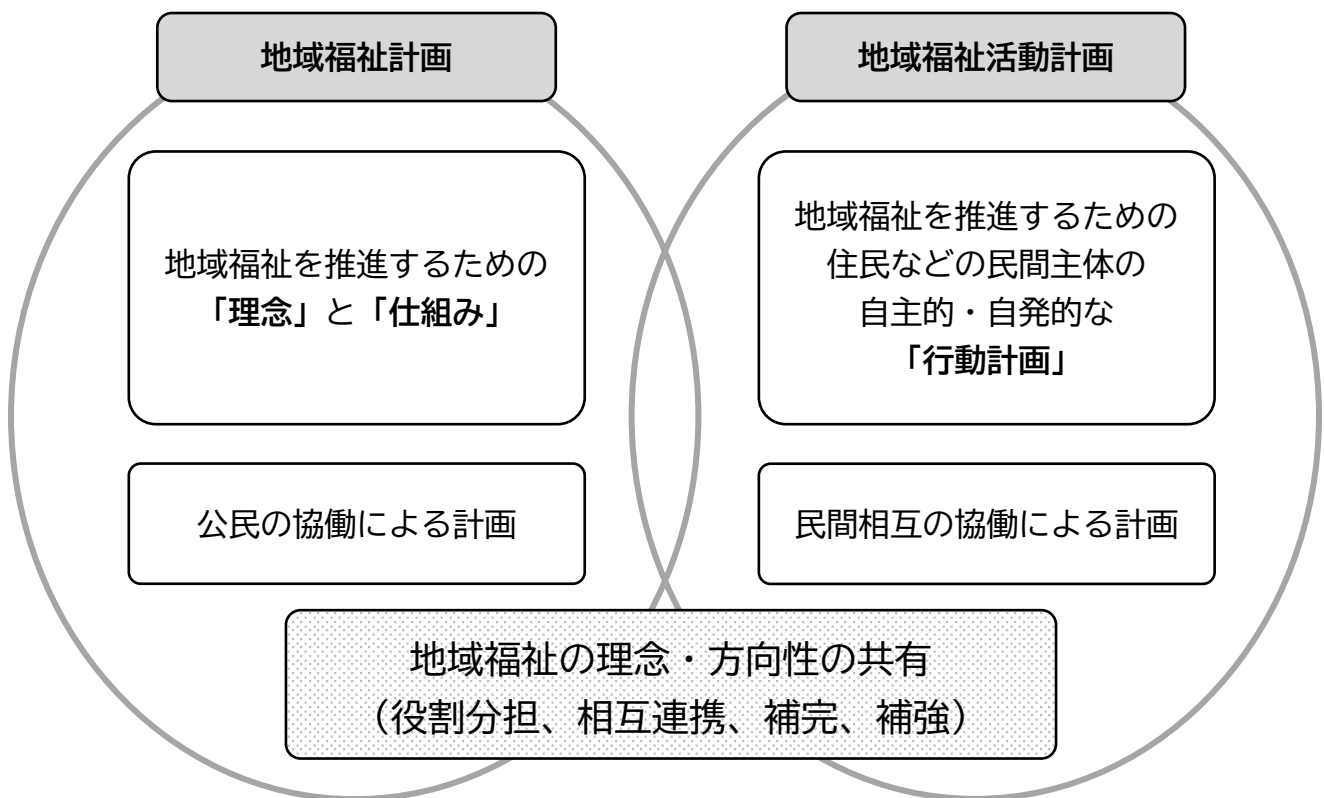 地域福祉計画
地域福祉を推進するための
「理念」と「仕組み」
公民の協働による計画
地域福祉活動計画
地域福祉を推進するための
住民などの民間主体の
自主的・自発的な
「行動計画」
民間相互の協働による計画
地域福祉の理念・方向性の共有
（役割分担、相互連携、補完、補強）